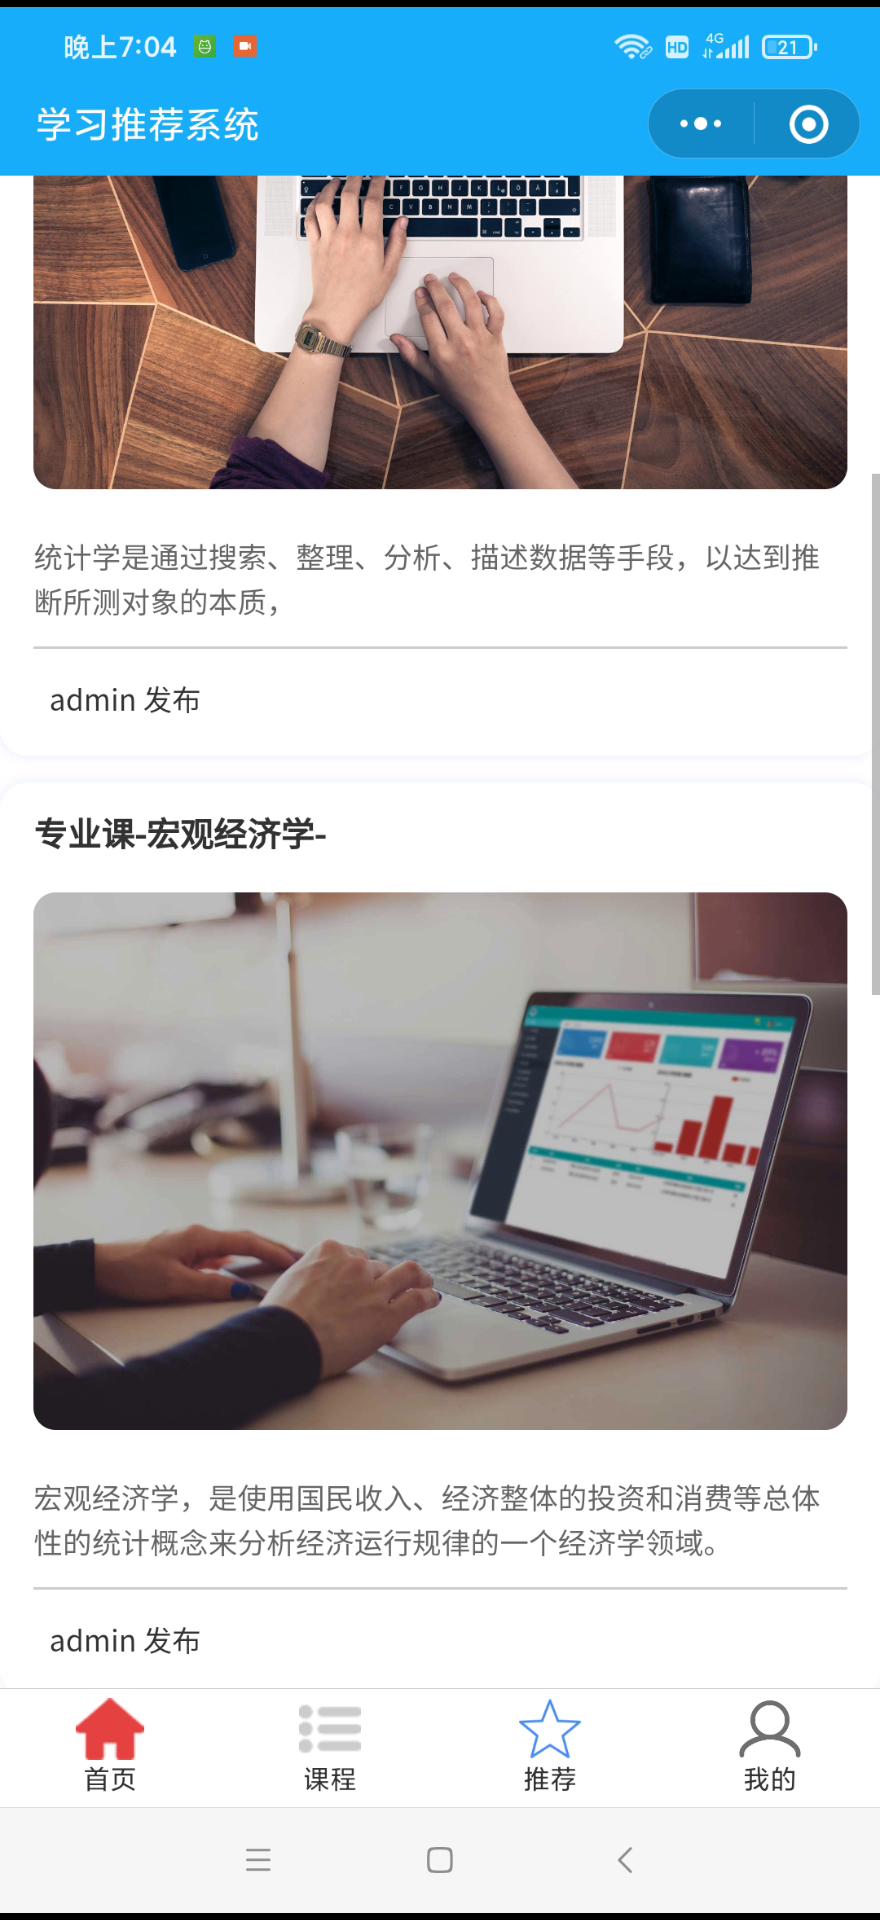 晚上7:04
HD
4G
21
学习推荐系统
统计学是通过搜索、整理、分析、描述数据等手段，以达到推
断所测对象的本质，
admin 发布
专业课-宏观经济学-
宏观经济学，是使用国民收入、经济整体的投资和消费等总体
性的统计概念来分析经济运行规律的一个经济学领域。
admin 发布
首页
课程
推荐
我的